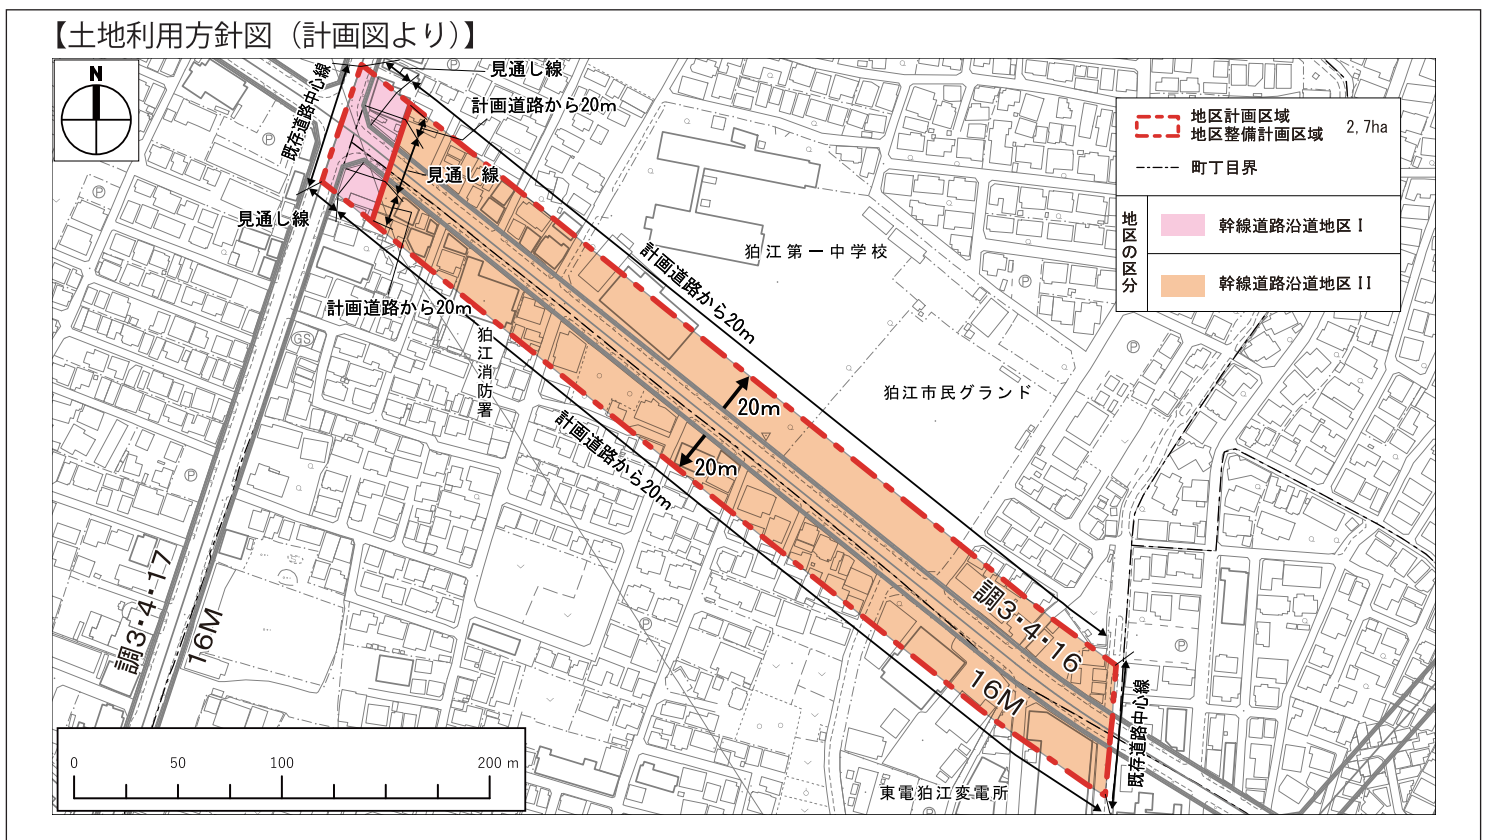 【土地利用方針図（計画図より）】
N
既存道路中心線
見通し線
計画道路から20m
見通し線
見通し線
計画道路から20m
地区計画区域
地区整備計画区域
2,7ha
町丁目界
地区の区分
幹線道路沿道地区 I
幹線道路沿道地区 II
狛江第一中学校
計画道路から20m
狛江消防署
GS
狛江市民グランド
20m
20m
計画道路から20m
調3・4・17
16M
調3・4・16
16M
既存道路中心線
東電狛江変電所
P
P
P
P
P
P
P
0 50 100 200 m